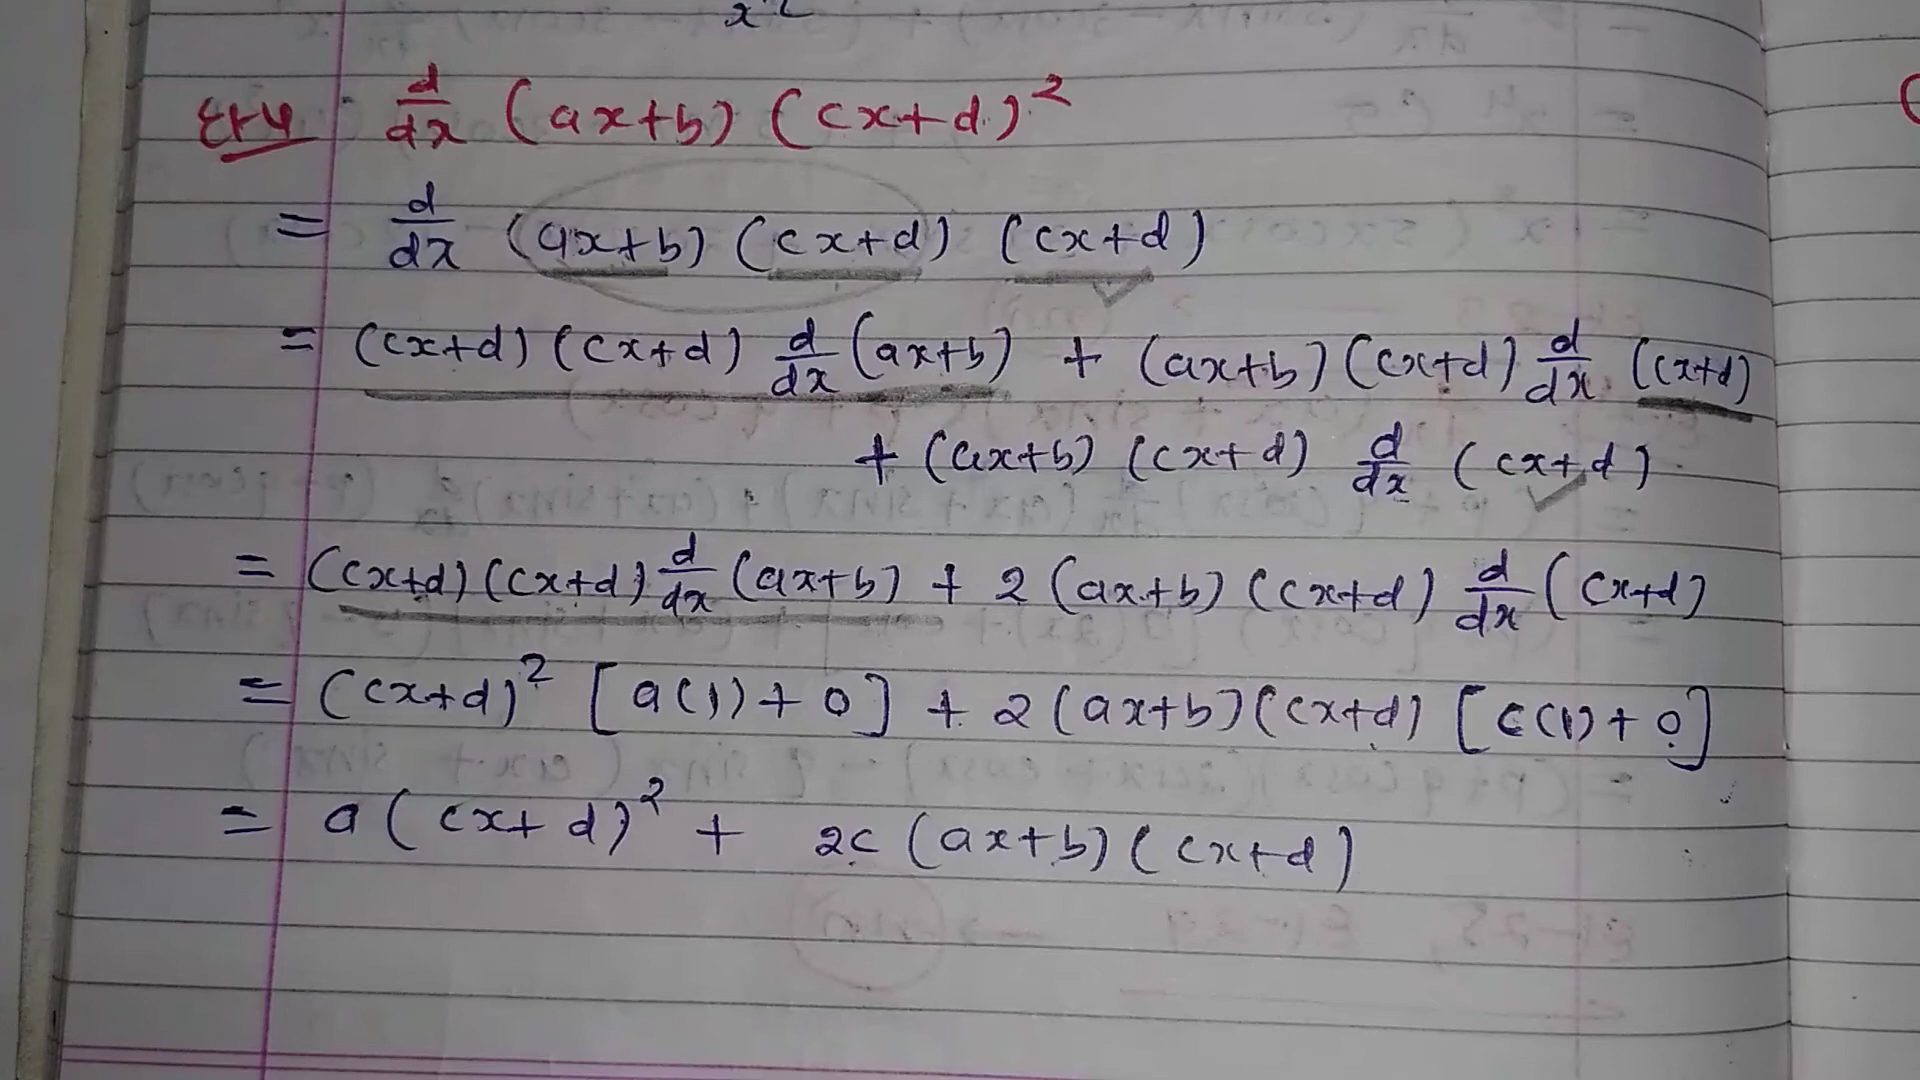 x²
d/dx (ax+b) (cx+d)²
= d/dx (ax+b) (cx+d) (cx+d)
= (cx+d) (cx+d) d/dx (ax+b) + (ax+b) (cx+d) d/dx (cx+d)
+ (ax+b) (cx+d) d/dx (cx+d)
= (cx+d) (cx+d) d/dx (ax+b) + 2 (ax+b) (cx+d) d/dx (cx+d)
= (cx+d)² [a(1) + 0] + 2 (ax+b) (cx+d) [c(1) + 0]
= a (cx+d)² + 2c (ax+b) (cx+d)